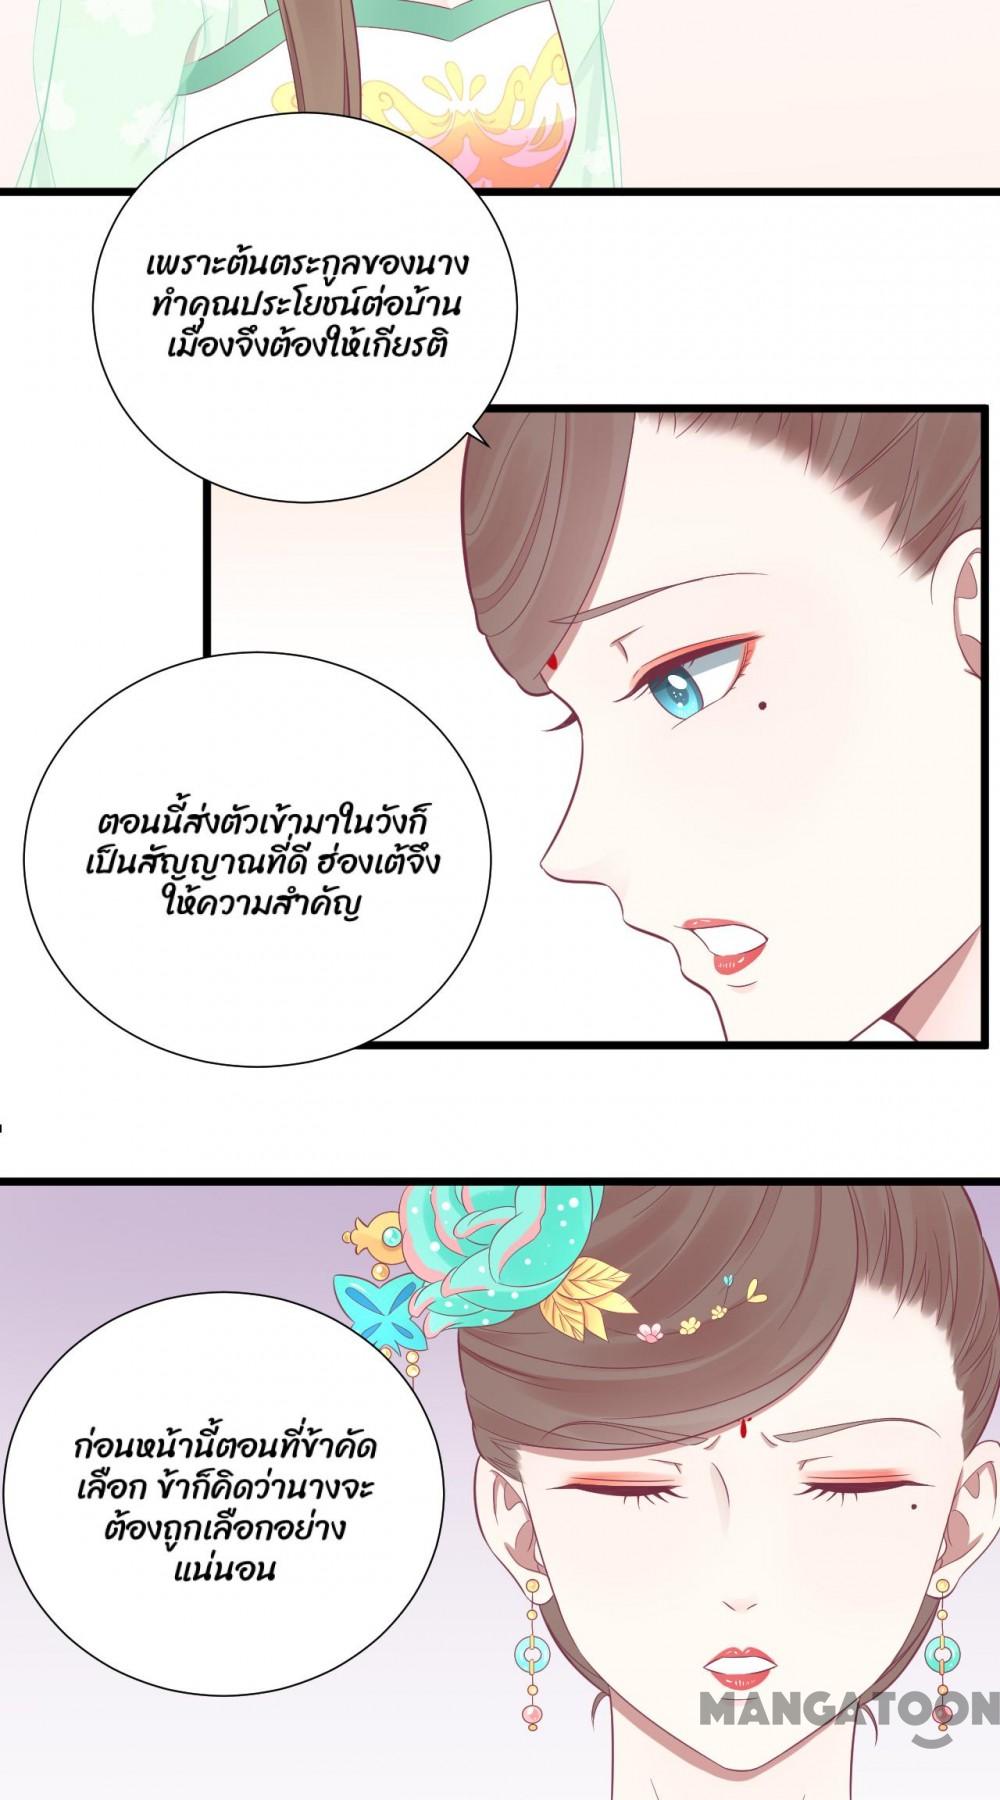 เพราะต้นตระกูลของนาง
ทำคุณประโยชน์ต่อบ้าน
เมืองจึงต้องให้เกียรติ
ตอนนี้ส่งตัวเข้ามาในวังก็
เป็นสัญญาณที่ดี ฮ่องเต้จึง
ให้ความสำคัญ
ก่อนหน้านี้ตอนที่ข้าคัด
เลือก ข้าก็คิดว่านางจะ
ต้องถูกเลือกอย่าง
แน่นอน
MANGATOON